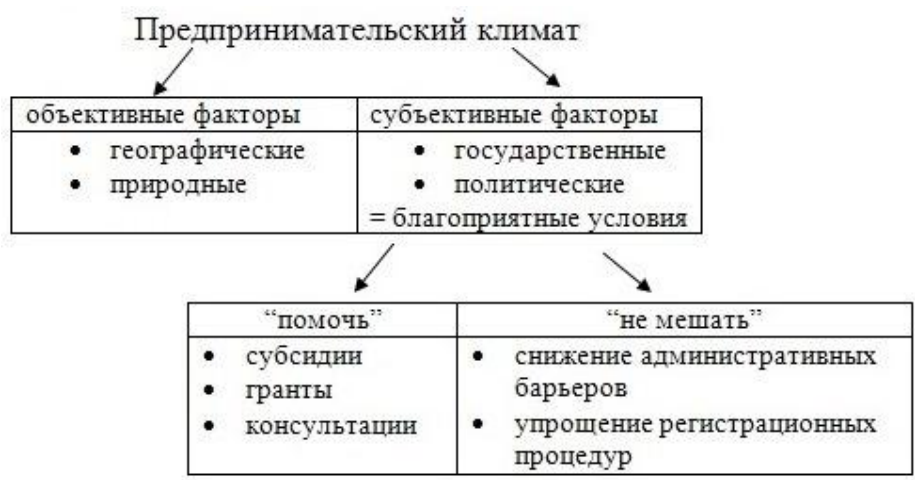 Предпринимательский климат
объективные факторы
• географические
• природные
субъективные факторы
• государственные
• политические
= благоприятные условия
“помочь”
• субсидии
• гранты
• консультации
“не мешать”
• снижение административных
барьеров
• упрощение регистрационных
процедур